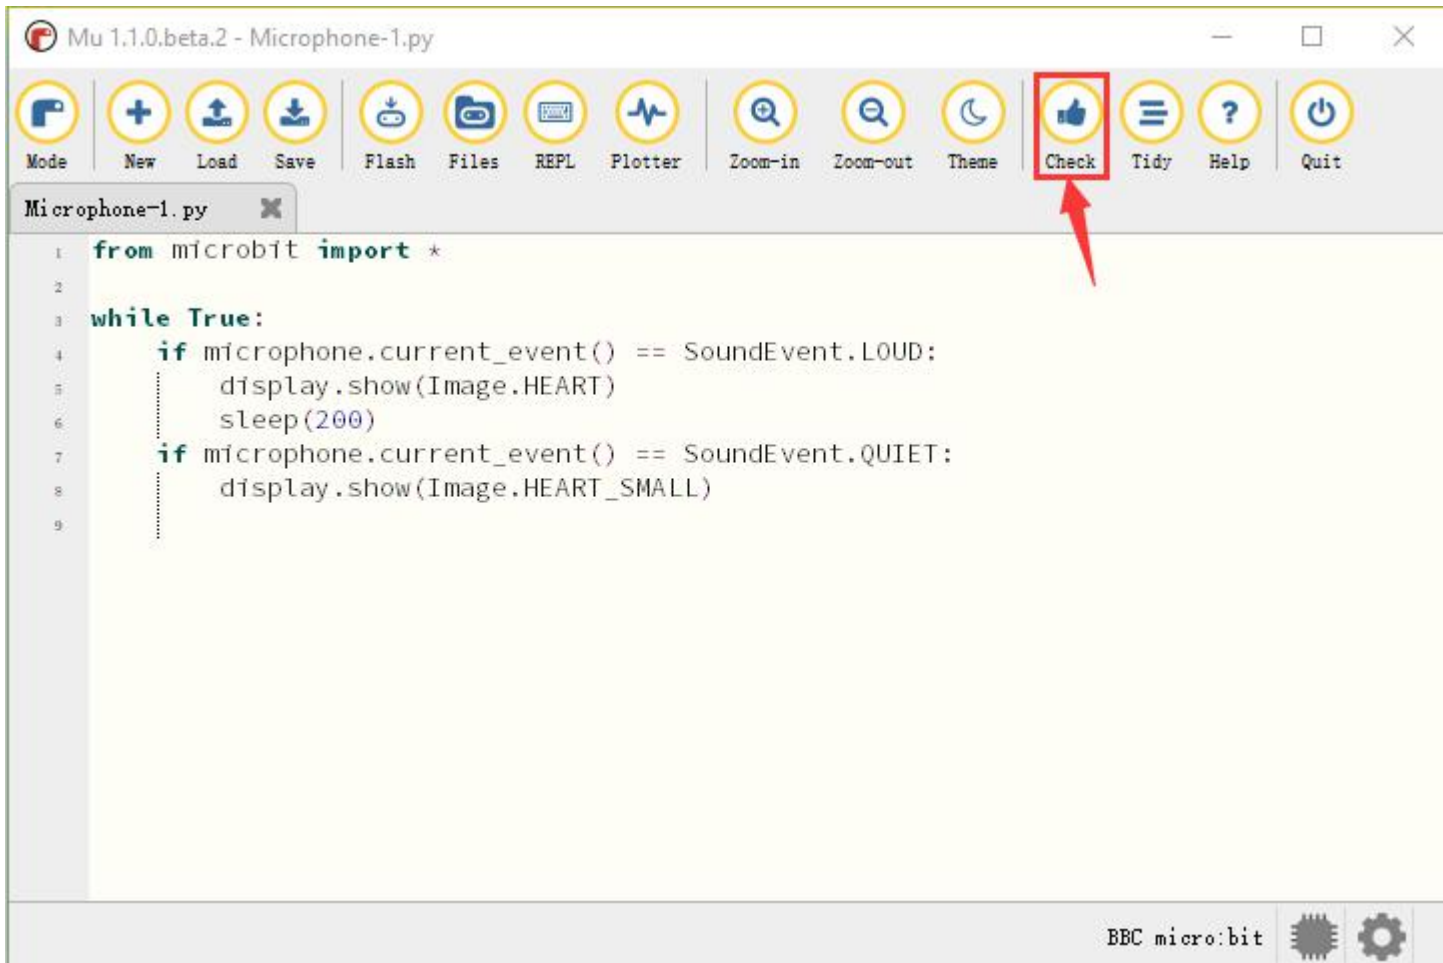 Mu 1.1.0.beta.2 - Microphone-1.py
Mode New Load Save Flash Files REPL Plotter Zoom-in Zoom-out Theme Check Tidy Help Quit
Microphone-1.py
1 from microbit import *
2
3 while True:
4     if microphone.current_event() == SoundEvent.LOUD:
5         display.show(Image.HEART)
6         sleep(200)
7     if microphone.current_event() == SoundEvent.QUIET:
8         display.show(Image.HEART_SMALL)
9
BBC micro:bit